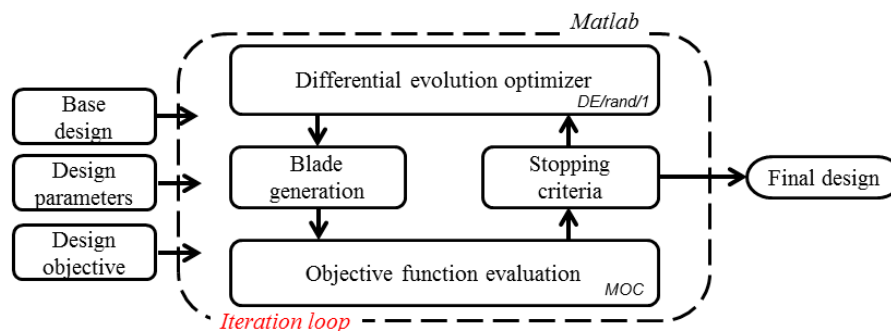 Matlab
Differential evolution optimizer
DE/rand/1
Base
design
Design
parameters
Design
objective
Blade
generation
Stopping
criteria
Final design
Objective function evaluation
MOC
Iteration loop